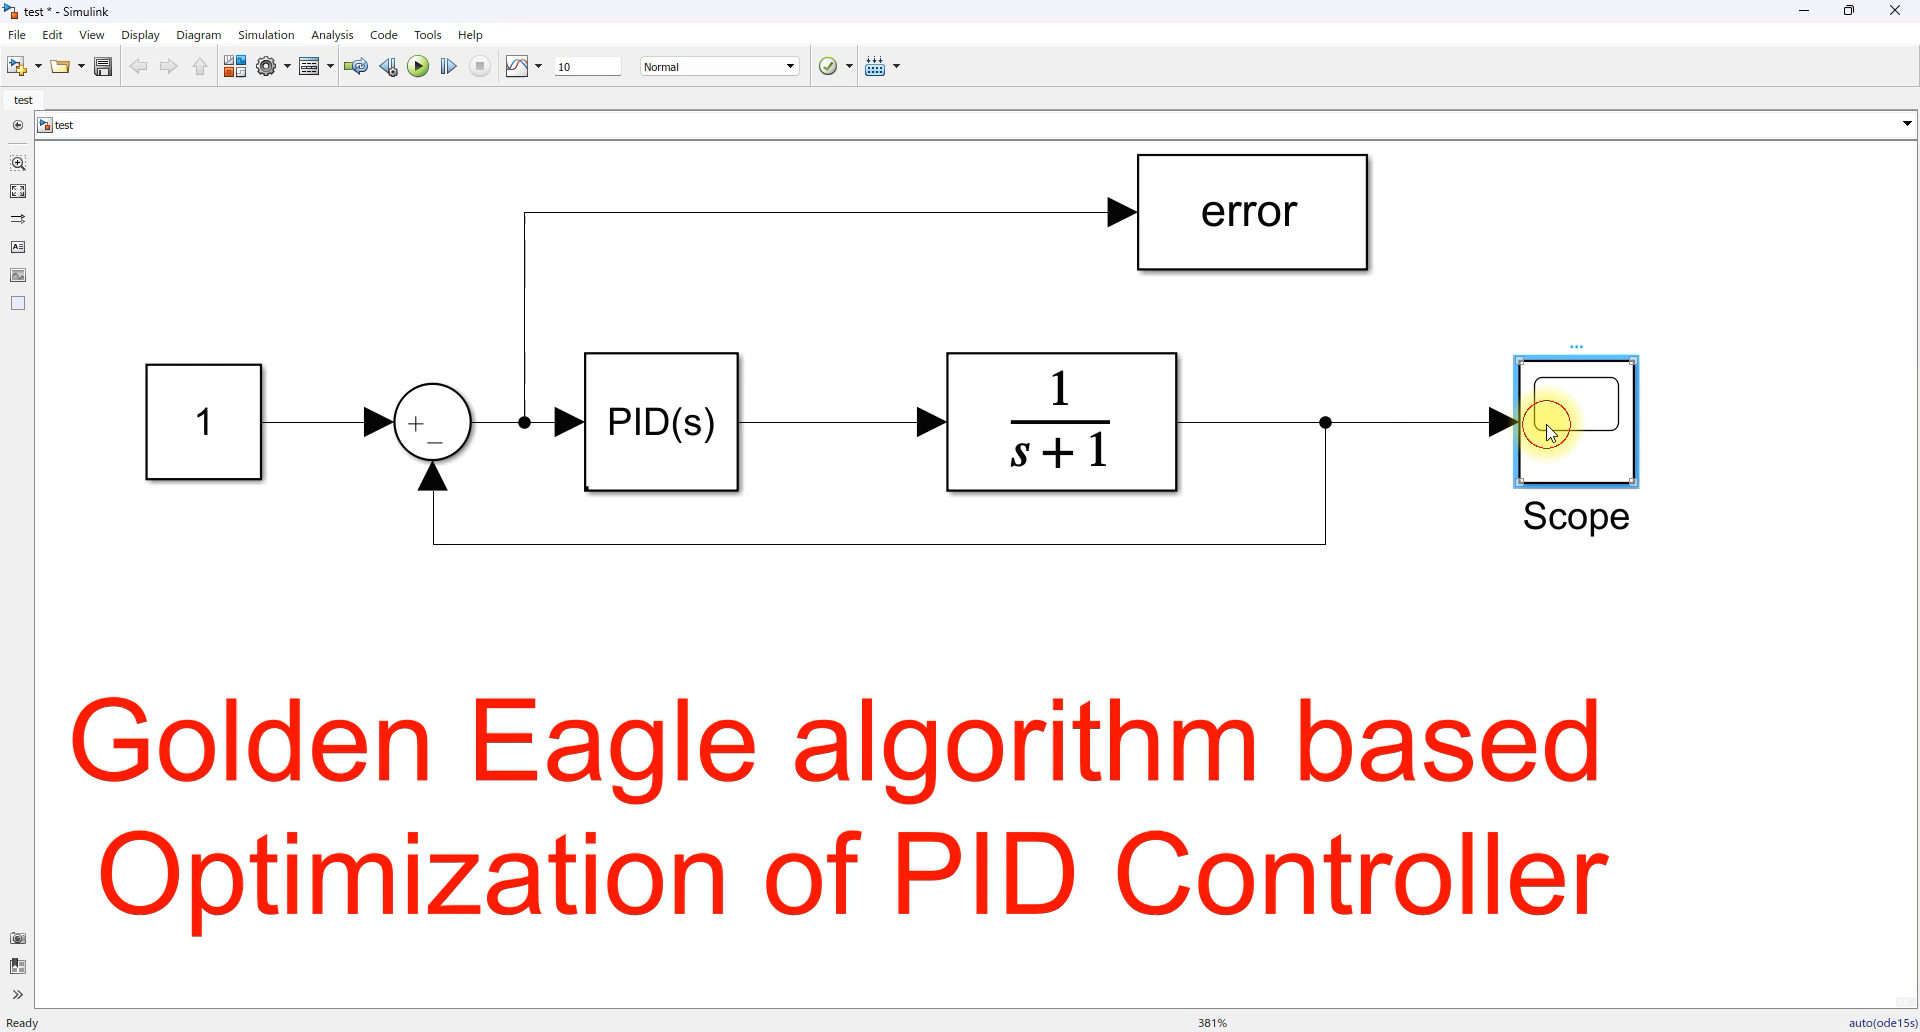 test * - Simulink
File Edit View Display Diagram Simulation Analysis Code Tools Help
10 Normal
test
test
error
1
+
−
PID(s)
1
s + 1
Scope
Golden Eagle algorithm based
Optimization of PID Controller
Ready 381% auto(ode15s)